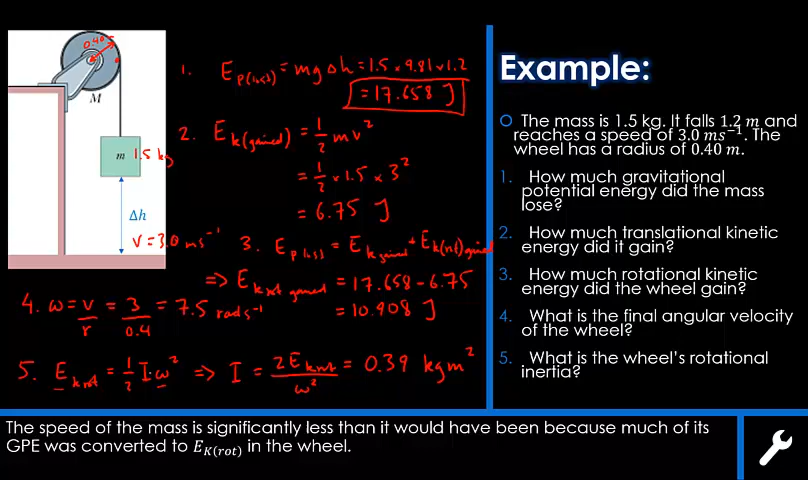 0.40
M
m 1.5 kg
Δh
V = 3.0 ms⁻¹
1. E_p(loss) = mgΔh = 1.5 × 9.81 × 1.2
= 17.658 J
2. E_k(gained) = 1/2 mv²
= 1/2 × 1.5 × 3²
= 6.75 J
3. E_p loss = E_k gained + E_k(rot) gained
⇒ E_k rot gained = 17.658 - 6.75
= 10.908 J
4. ω = v/r = 3/0.4 = 7.5 rad s⁻¹
5. E_k rot = 1/2 Iω² ⇒ I = 2E_k rot/ω² = 0.39 kg m²
Example:
The mass is 1.5 kg. It falls 1.2 m and
reaches a speed of 3.0 ms⁻¹. The
wheel has a radius of 0.40 m.
1. How much gravitational
potential energy did the mass
lose?
2. How much translational kinetic
energy did it gain?
3. How much rotational kinetic
energy did the wheel gain?
4. What is the final angular velocity
of the wheel?
5. What is the wheel's rotational
inertia?
The speed of the mass is significantly less than it would have been because much of its
GPE was converted to E_K(rot) in the wheel.